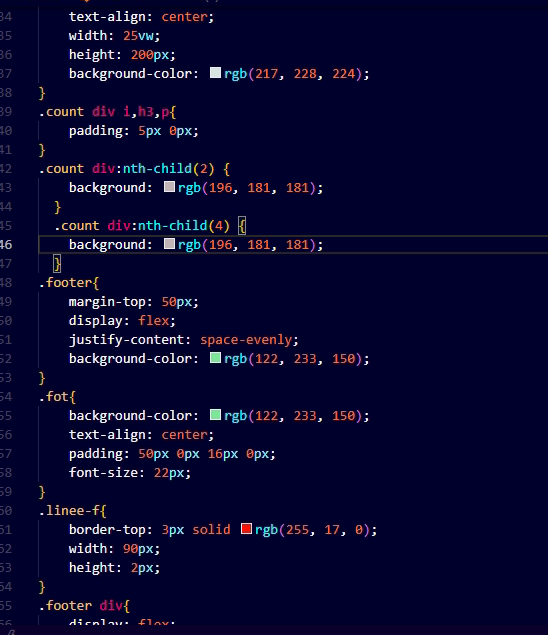 34 text-align: center;
35 width: 25vw;
36 height: 200px;
37 background-color: rgb(217, 228, 224);
38 }
39 .count div i,h3,p{
40 padding: 5px 0px;
41 }
42 .count div:nth-child(2) {
43 background: rgb(196, 181, 181);
44 }
45 .count div:nth-child(4) {
46 background: rgb(196, 181, 181);
47 }
48 .footer{
49 margin-top: 50px;
50 display: flex;
51 justify-content: space-evenly;
52 background-color: rgb(122, 233, 150);
53 }
54 .fot{
55 background-color: rgb(122, 233, 150);
56 text-align: center;
57 padding: 50px 0px 16px 0px;
58 font-size: 22px;
59 }
60 .linee-f{
61 border-top: 3px solid rgb(255, 17, 0);
62 width: 90px;
63 height: 2px;
64 }
65 .footer div{
display: flex;